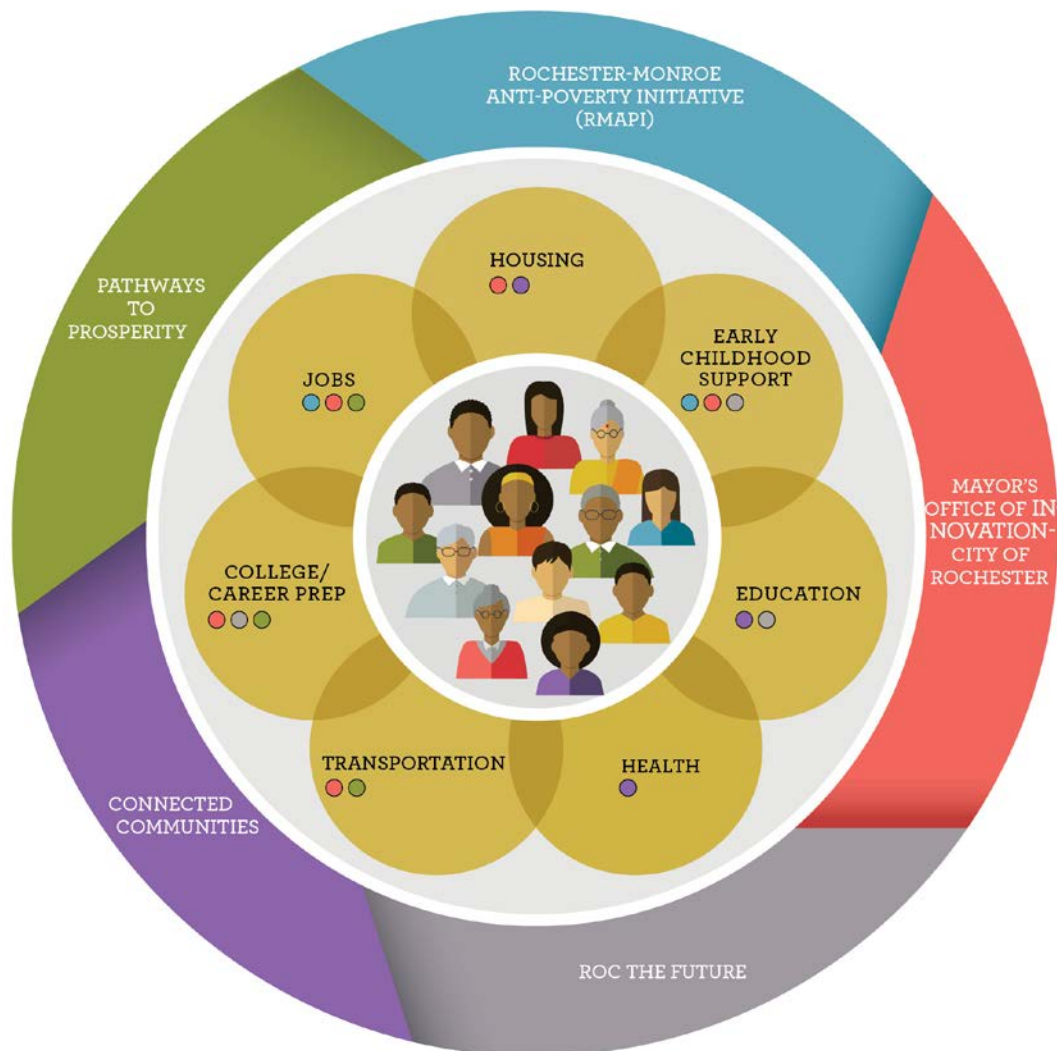 ROCHESTER-MONROE
ANTI-POVERTY INITIATIVE
(RMAPI)
PATHWAYS
TO
PROSPERITY
HOUSING
EARLY
CHILDHOOD
SUPPORT
JOBS
MAYOR'S
OFFICE OF IN-
NOVATION-
CITY OF
ROCHESTER
COLLEGE/
CAREER PREP
EDUCATION
TRANSPORTATION
HEALTH
CONNECTED
COMMUNITIES
ROC THE FUTURE